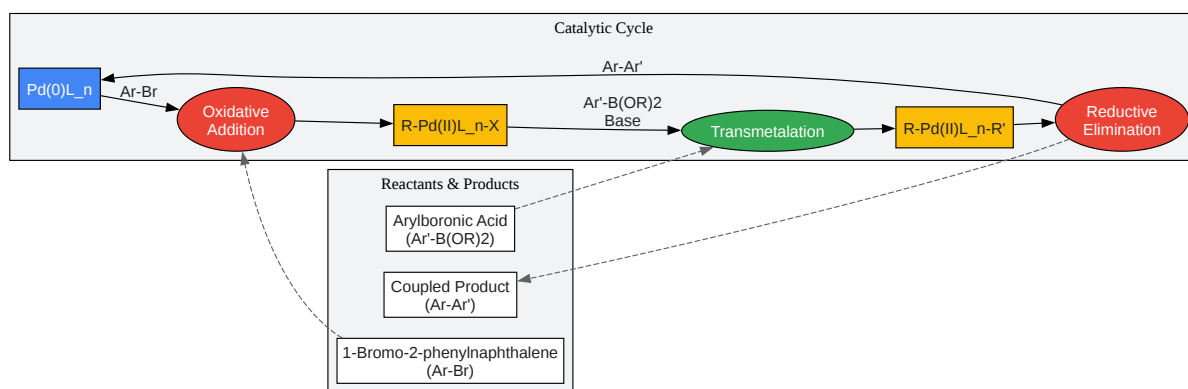 Catalytic Cycle
Pd(0)L_n
Ar-Br
Oxidative
Addition
R-Pd(II)L_n-X
Ar'-B(OR)2
Base
Transmetalation
R-Pd(II)L_n-R'
Reductive
Elimination
Ar-Ar'
Reactants & Products
Arylboronic Acid
(Ar'-B(OR)2)
Coupled Product
(Ar-Ar')
1-Bromo-2-phenylnaphthalene
(Ar-Br)